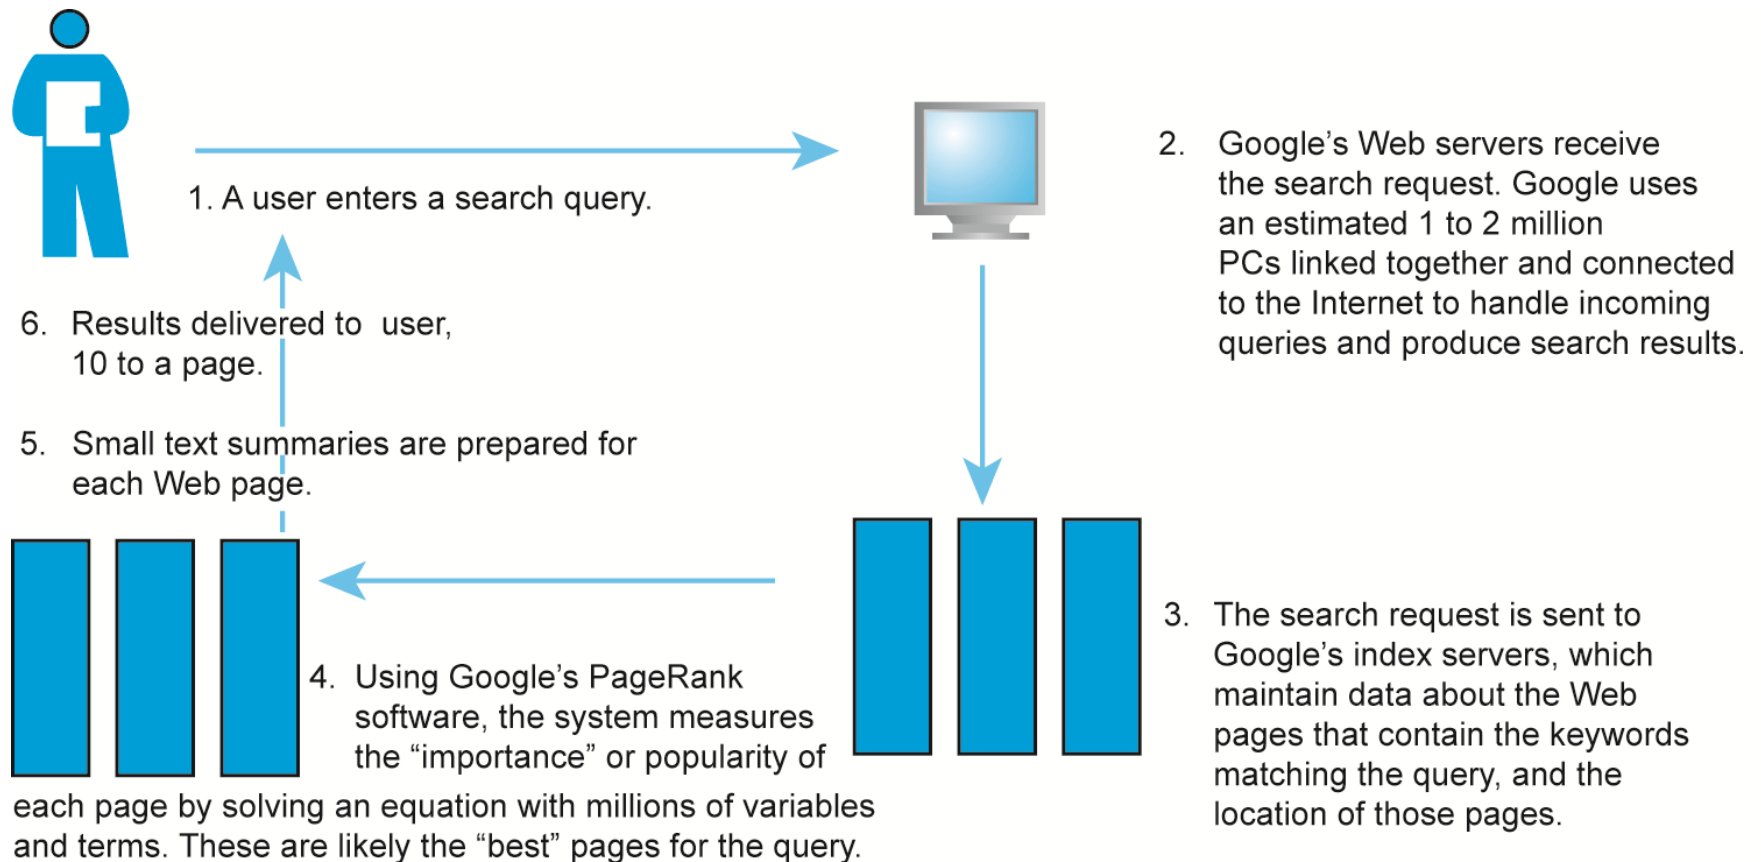 1. A user enters a search query.
2. Google’s Web servers receive
the search request. Google uses
an estimated 1 to 2 million
PCs linked together and connected
to the Internet to handle incoming
queries and produce search results.
3. The search request is sent to
Google’s index servers, which
maintain data about the Web
pages that contain the keywords
matching the query, and the
location of those pages.
4. Using Google’s PageRank
software, the system measures
the “importance” or popularity of
each page by solving an equation with millions of variables
and terms. These are likely the “best” pages for the query.
5. Small text summaries are prepared for
each Web page.
6. Results delivered to user,
10 to a page.